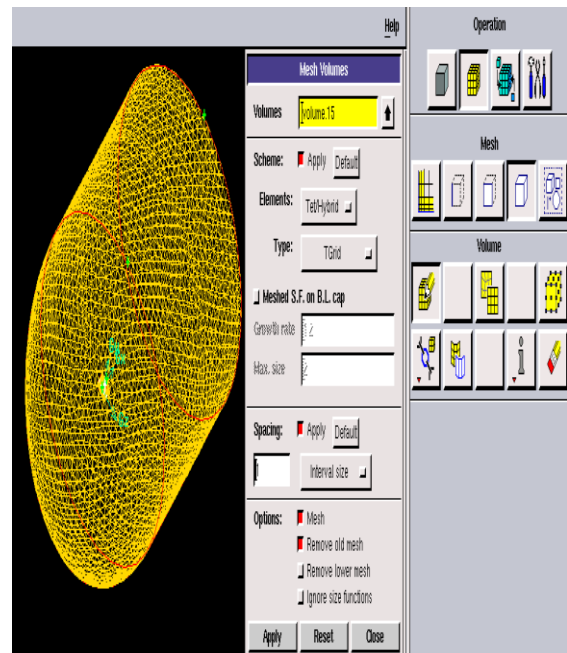 Help
Operation
Mesh Volumes
Volumes volume.15
Mesh
Scheme: Apply Default
Elements: Tet/Hybrid
Type: TGrid
Volume
Meshed S.F. on B.L. cap
Growth rate
Max. size
Spacing: Apply Default
1 Interval size
Options: Mesh
Remove old mesh
Remove lower mesh
Ignore size functions
Apply Reset Close